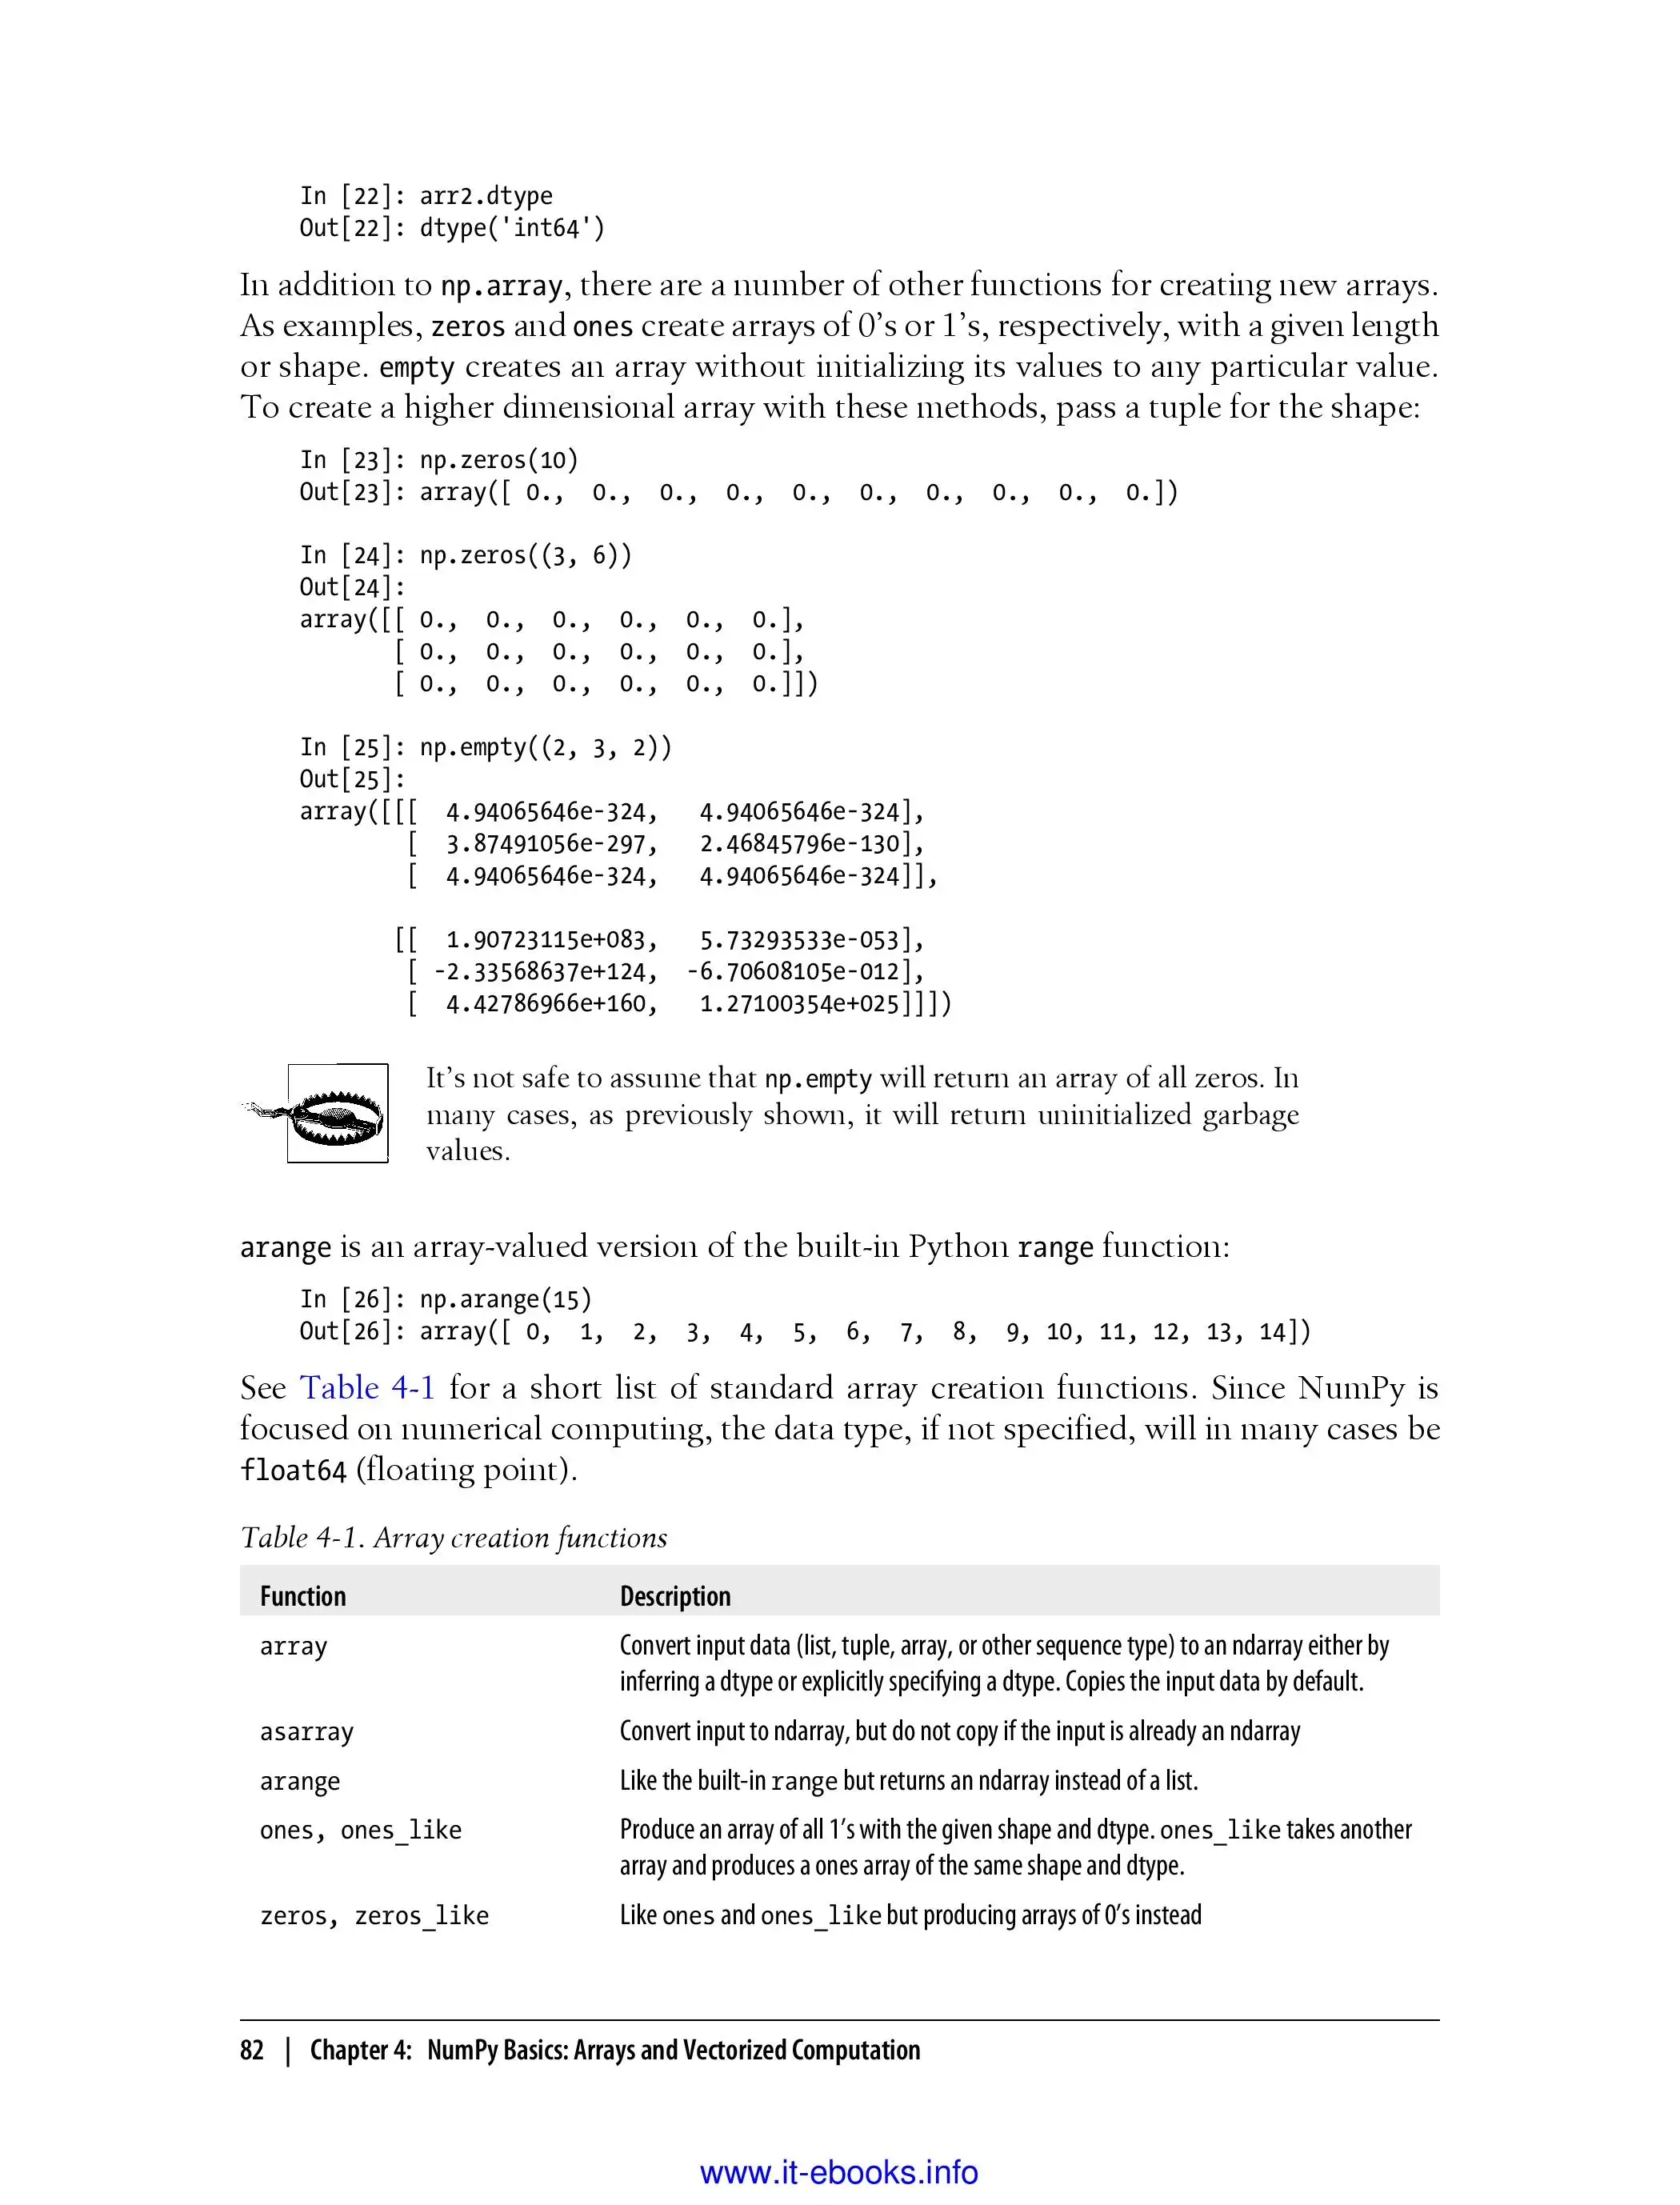 In [22]: arr2.dtype
Out[22]: dtype('int64')
In addition to np.array, there are a number of other functions for creating new arrays.
As examples, zeros and ones create arrays of 0’s or 1’s, respectively, with a given length
or shape. empty creates an array without initializing its values to any particular value.
To create a higher dimensional array with these methods, pass a tuple for the shape:
In [23]: np.zeros(10)
Out[23]: array([ 0.,  0.,  0.,  0.,  0.,  0.,  0.,  0.,  0.,  0.])
In [24]: np.zeros((3, 6))
Out[24]:
array([[ 0.,  0.,  0.,  0.,  0.,  0.],
       [ 0.,  0.,  0.,  0.,  0.,  0.],
       [ 0.,  0.,  0.,  0.,  0.,  0.]])
In [25]: np.empty((2, 3, 2))
Out[25]:
array([[[  4.94065646e-324,   4.94065646e-324],
        [  3.87491056e-297,   2.46845796e-130],
        [  4.94065646e-324,   4.94065646e-324]],
       [[  1.90723115e+083,   5.73293533e-053],
        [ -2.33568637e+124,  -6.70608105e-012],
        [  4.42786966e+160,   1.27100354e+025]]])
It’s not safe to assume that np.empty will return an array of all zeros. In
many cases, as previously shown, it will return uninitialized garbage
values.
arange is an array-valued version of the built-in Python range function:
In [26]: np.arange(15)
Out[26]: array([ 0,  1,  2,  3,  4,  5,  6,  7,  8,  9, 10, 11, 12, 13, 14])
See Table 4-1 for a short list of standard array creation functions. Since NumPy is
focused on numerical computing, the data type, if not specified, will in many cases be
float64 (floating point).
Table 4-1. Array creation functions
Function Description
array Convert input data (list, tuple, array, or other sequence type) to an ndarray either by
inferring a dtype or explicitly specifying a dtype. Copies the input data by default.
asarray Convert input to ndarray, but do not copy if the input is already an ndarray
arange Like the built-in range but returns an ndarray instead of a list.
ones, ones_like Produce an array of all 1’s with the given shape and dtype. ones_like takes another
array and produces a ones array of the same shape and dtype.
zeros, zeros_like Like ones and ones_like but producing arrays of 0’s instead
82 | Chapter 4: NumPy Basics: Arrays and Vectorized Computation
www.it-ebooks.info